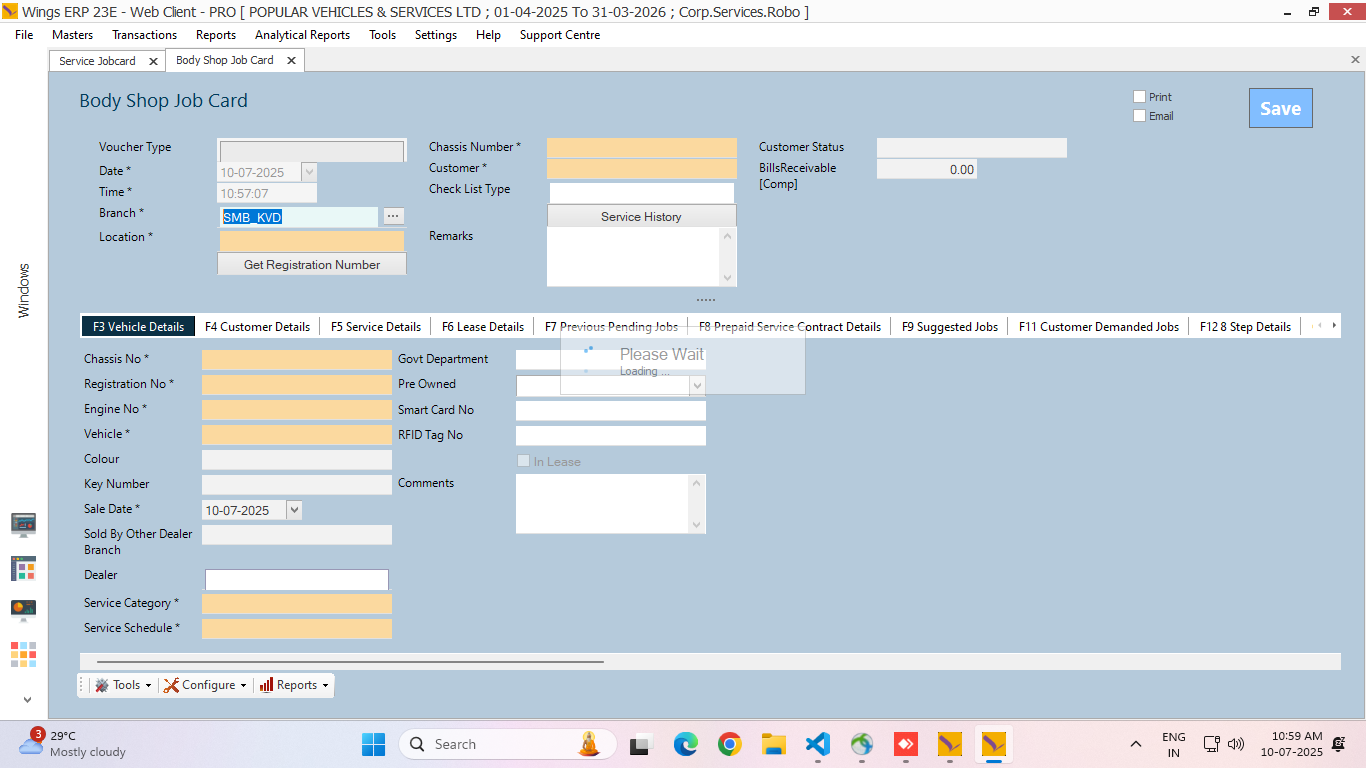 Wings ERP 23E - Web Client - PRO [ POPULAR VEHICLES & SERVICES LTD ; 01-04-2025 To 31-03-2026 ; Corp.Services.Robo ]
File Masters Transactions Reports Analytical Reports Tools Settings Help Support Centre
Service Jobcard Body Shop Job Card
Body Shop Job Card
Print
Email
Save
Voucher Type
Date * 10-07-2025
Time * 10:57:07
Branch * SMB_KVD ...
Location *
Get Registration Number
Chassis Number *
Customer *
Check List Type
Service History
Remarks
Customer Status
BillsReceivable
[Comp]
0.00
Windows
F3 Vehicle Details F4 Customer Details F5 Service Details F6 Lease Details F7 Previous Pending Jobs F8 Prepaid Service Contract Details F9 Suggested Jobs F11 Customer Demanded Jobs F12 8 Step Details
Please Wait
Loading ...
Chassis No *
Registration No *
Engine No *
Vehicle *
Colour
Key Number
Sale Date * 10-07-2025
Sold By Other Dealer
Branch
Dealer
Service Category *
Service Schedule *
Govt Department
Pre Owned
Smart Card No
RFID Tag No
In Lease
Comments
Tools Configure Reports
3
29°C
Mostly cloudy
Search
ENG
IN
10:59 AM
10-07-2025